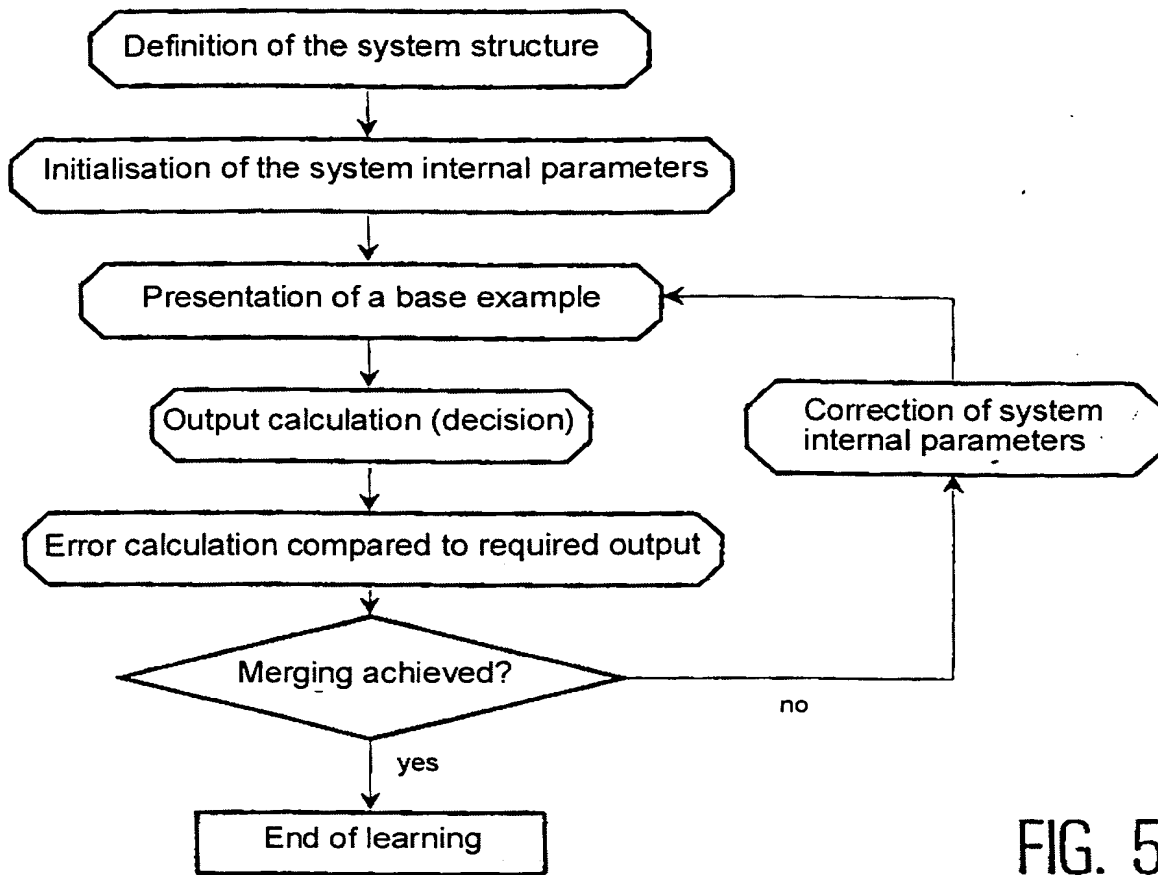 Definition of the system structure
Initialisation of the system internal parameters
Presentation of a base example
Output calculation (decision)
Correction of system
internal parameters
Error calculation compared to required output
Merging achieved?
no
yes
End of learning
FIG. 5